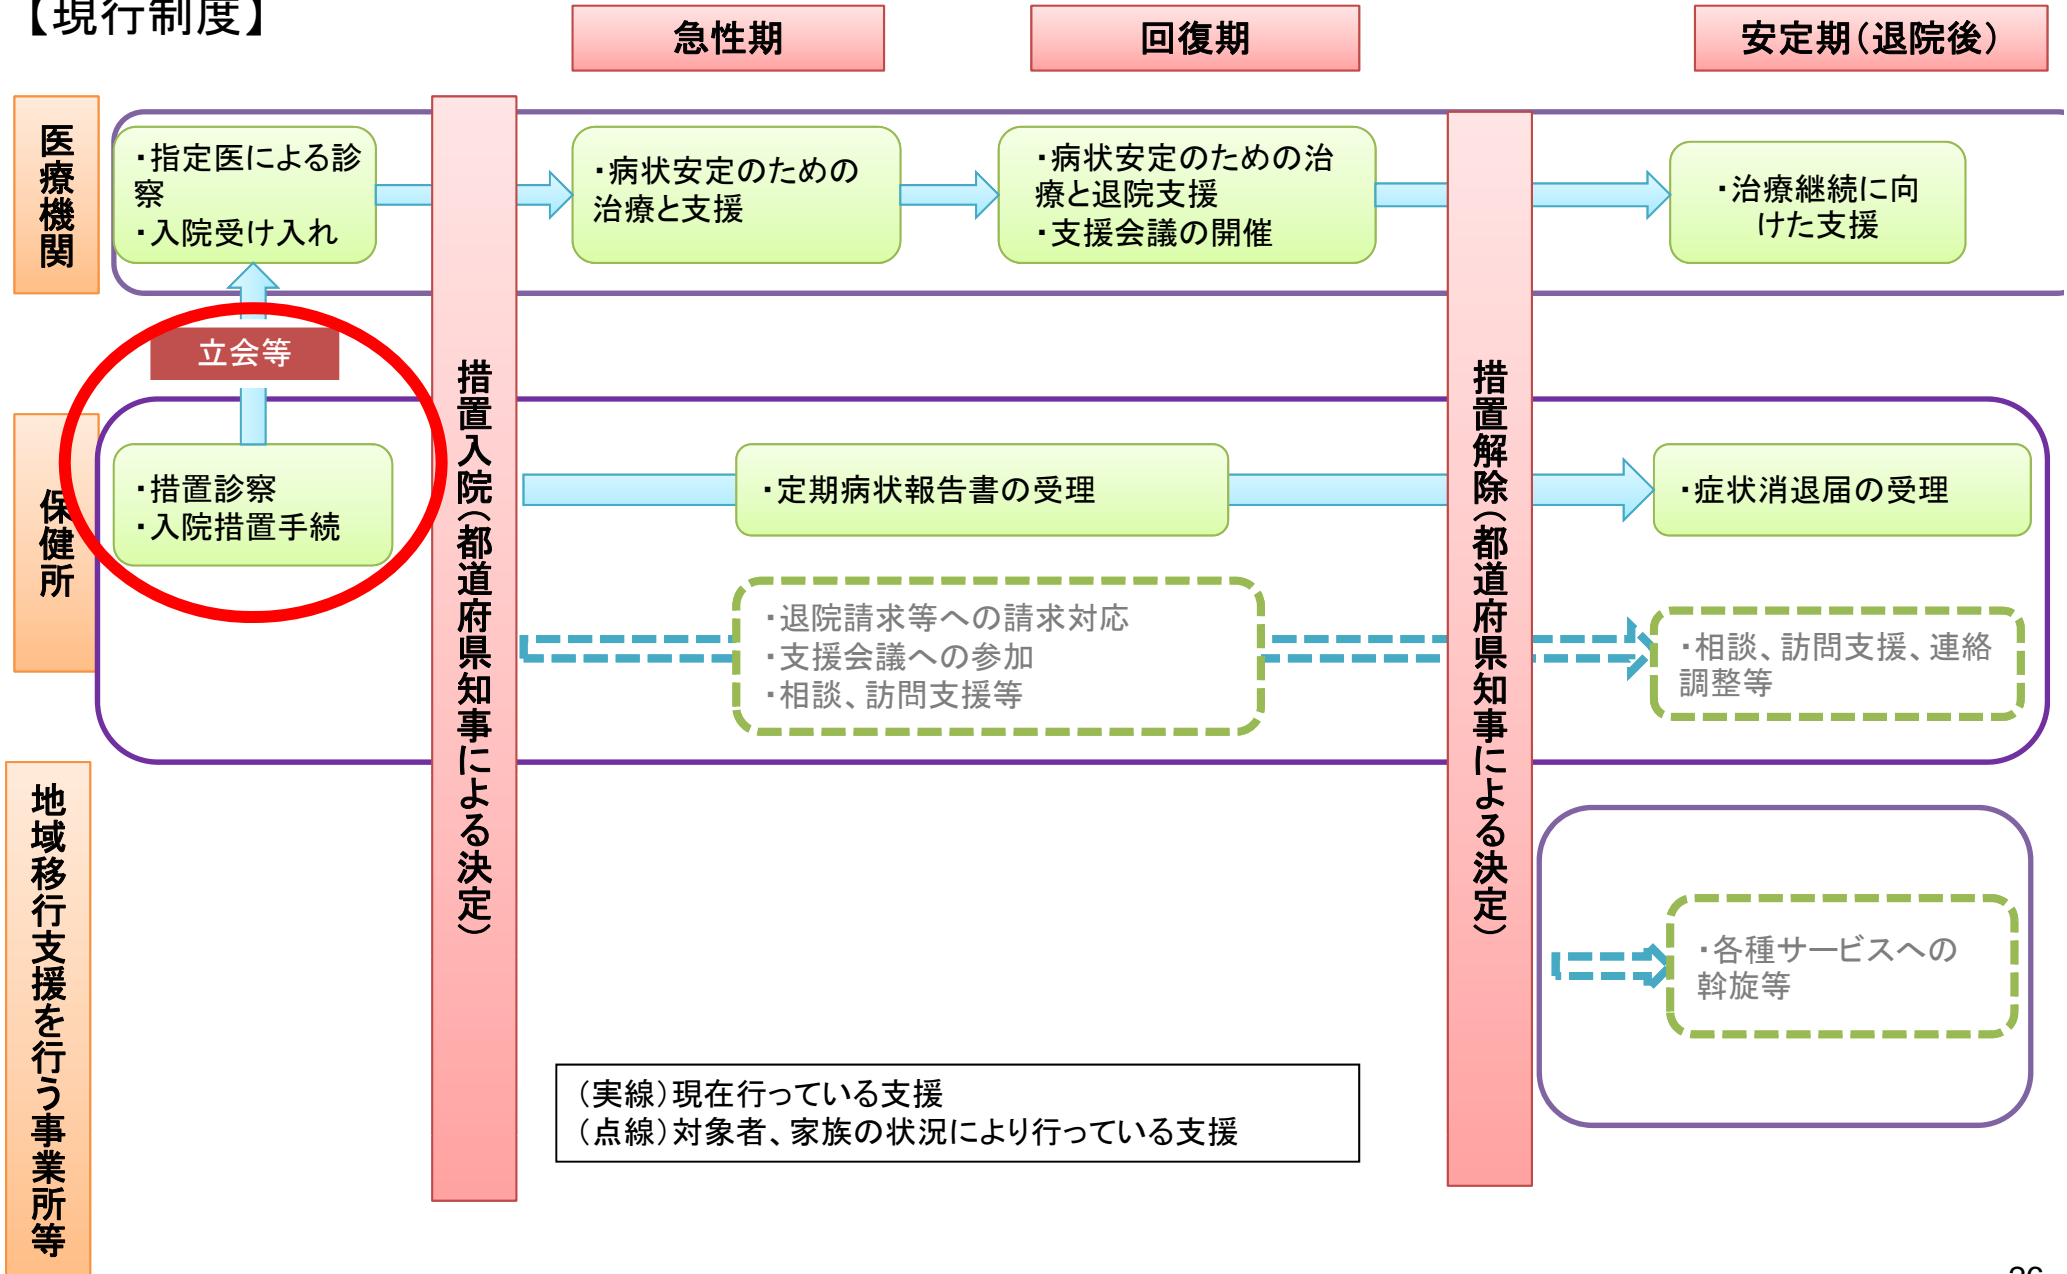 【現行制度】
急性期
回復期
安定期（退院後）
医療機関
・指定医による診
察
・入院受け入れ
・病状安定のための
治療と支援
・病状安定のための治
療と退院支援
・支援会議の開催
・治療継続に向
けた支援
立会等
措置入院（都道府県知事による決定）
措置解除（都道府県知事による決定）
保健所
・措置診察
・入院措置手続
・定期病状報告書の受理
・症状消退届の受理
・退院請求等への請求対応
・支援会議への参加
・相談、訪問支援等
・相談、訪問支援、連絡
調整等
地域移行支援を行う事業所等
・各種サービスへの
斡旋等
（実線）現在行っている支援
（点線）対象者、家族の状況により行っている支援